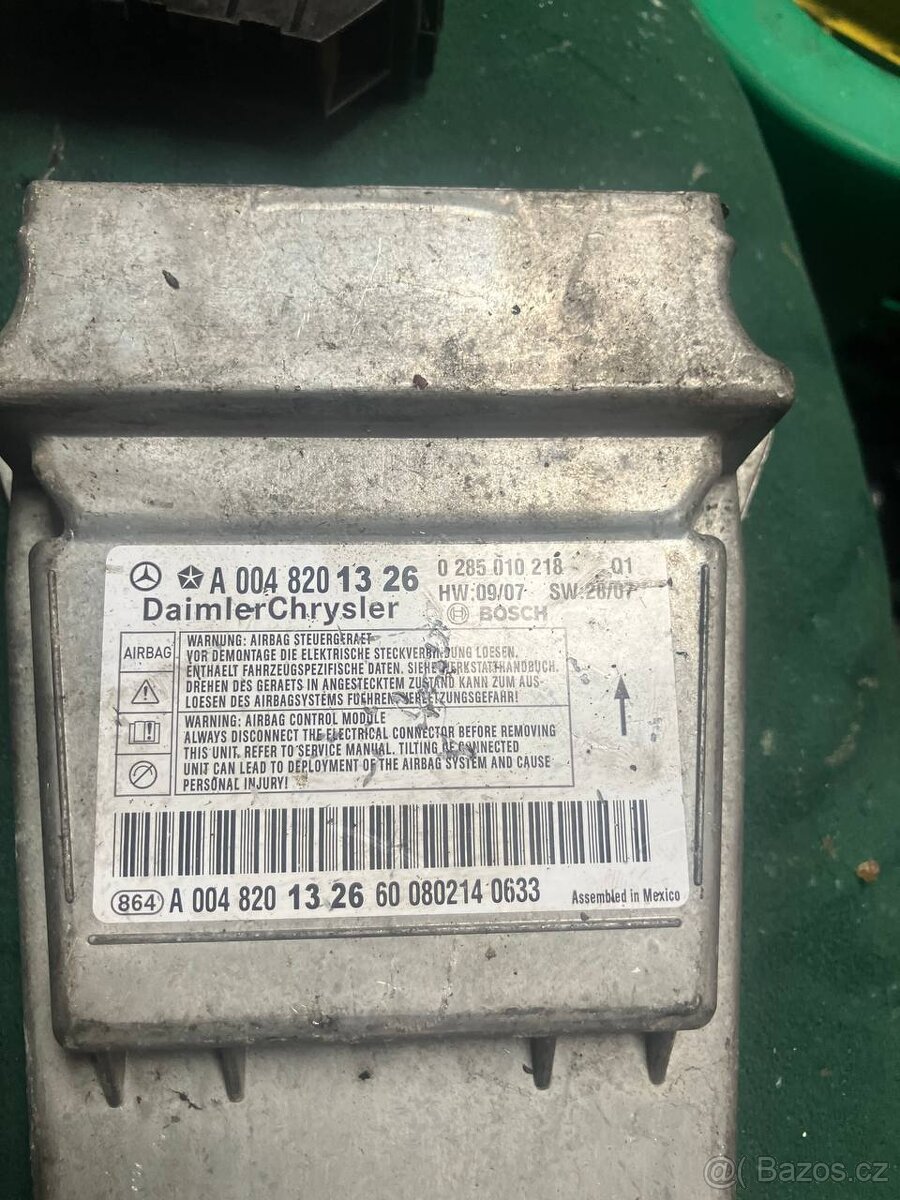 A 004 820 13 26 0 285 010 218 Q1
DaimlerChrysler HW:09/07 SW:28/07
BOSCH
AIRBAG
WARNUNG: AIRBAG STEUERGERAET
VOR DEMONTAGE DIE ELEKTRISCHE STECKVERBINDUNG LOESEN.
ENTHAELT FAHRZEUGSPEZIFISCHE DATEN. SIEHE WERKSTATTHANDBUCH.
DREHEN DES GERAETS IN ANGESTECKTEM ZUSTAND KANN ZUM AUS-
LOESEN DES AIRBAGSYSTEMS FUEHREN. VERLETZUNGSGEFAHR!
WARNING: AIRBAG CONTROL MODULE
ALWAYS DISCONNECT THE ELECTRICAL CONNECTOR BEFORE REMOVING
THIS UNIT. REFER TO SERVICE MANUAL. TILTING A CONNECTED
UNIT CAN LEAD TO DEPLOYMENT OF THE AIRBAG SYSTEM AND CAUSE
PERSONAL INJURY!
864 A 004 820 13 26 60 080214 0633 Assembled in Mexico
@( Bazos.cz